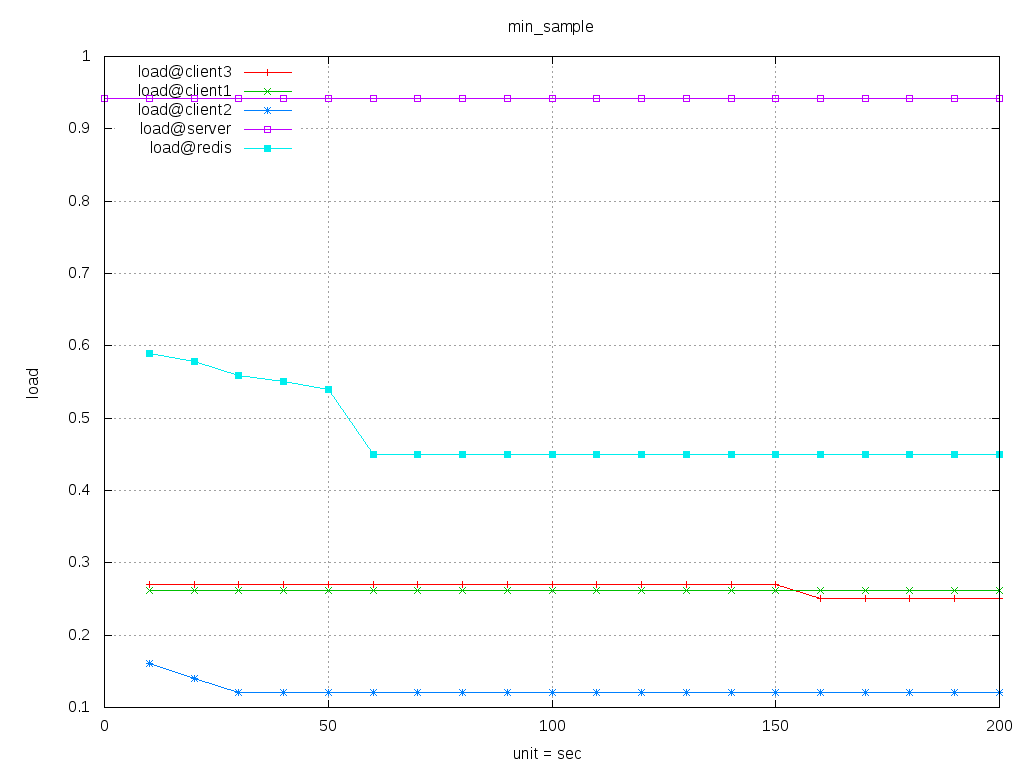 min_sample
load@client3
load@client1
load@client2
load@server
load@redis
1
0.9
0.8
0.7
0.6
0.5
0.4
0.3
0.2
0.1
load
0 50 100 150 200
unit = sec